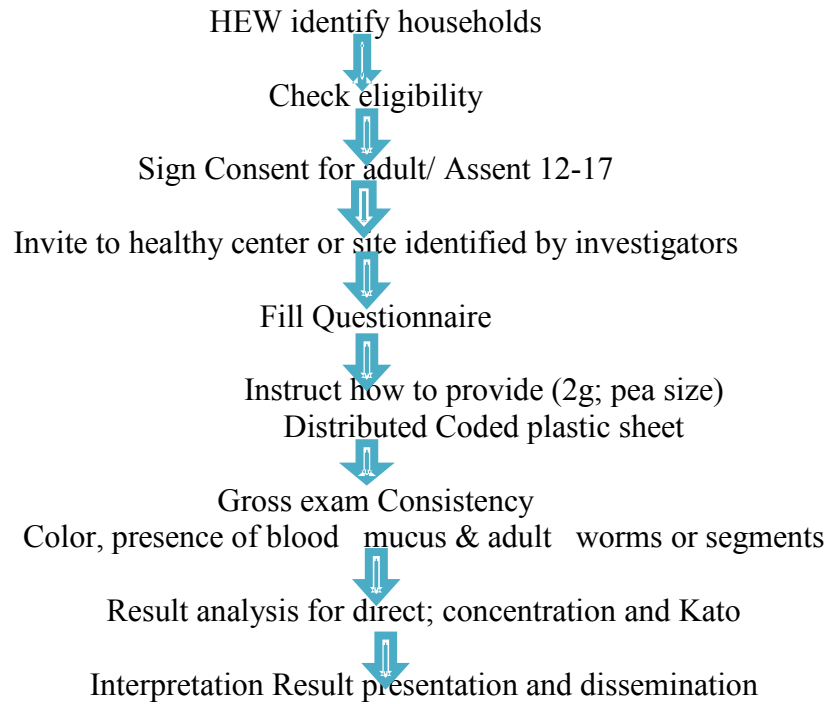 HEW identify households
Check eligibility
Sign Consent for adult/ Assent 12-17
Invite to healthy center or site identified by investigators
Fill Questionnaire
Instruct how to provide (2g; pea size)
Distributed Coded plastic sheet
Gross exam Consistency
Color, presence of blood mucus & adult worms or segments
Result analysis for direct; concentration and Kato
Interpretation Result presentation and dissemination